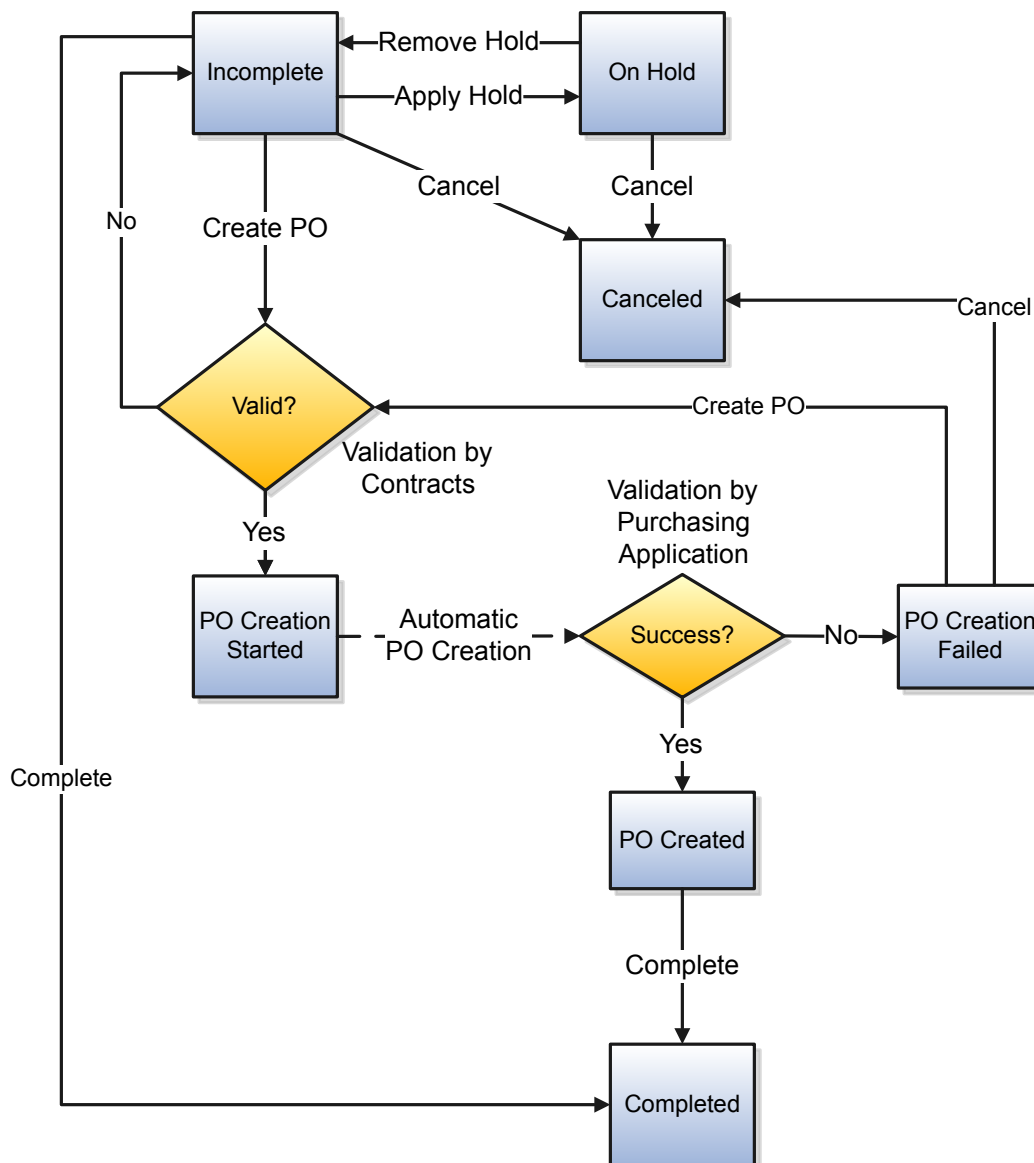 Remove Hold
Incomplete
On Hold
Apply Hold
Cancel
Cancel
No
Create PO
Canceled
Cancel
Valid?
Create PO
Validation by
Contracts
Validation by
Purchasing
Application
Yes
PO Creation
Started
Automatic
PO Creation
Success?
No
PO Creation
Failed
Yes
Complete
PO Created
Complete
Completed